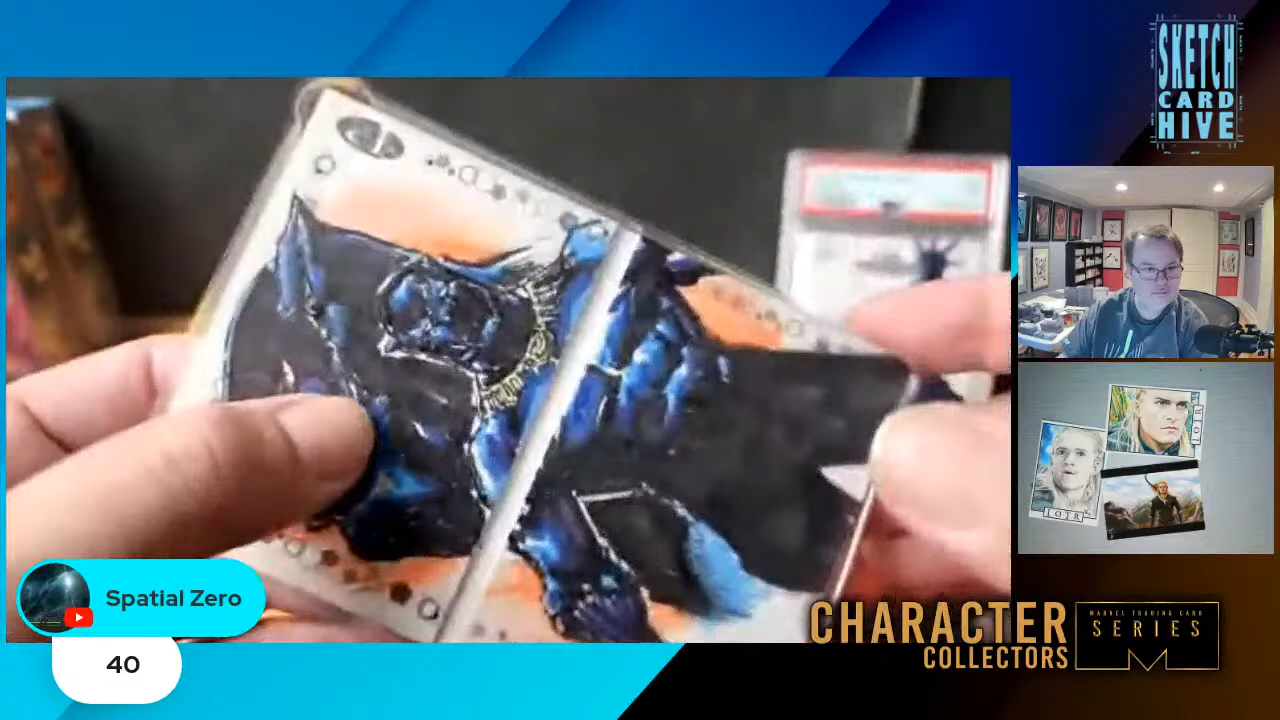 SKETCH
CARD
HIVE
Spatial Zero
40
CHARACTER
COLLECTORS
MARVEL TRADING CARD
SERIES
M
LOTR
LOTR